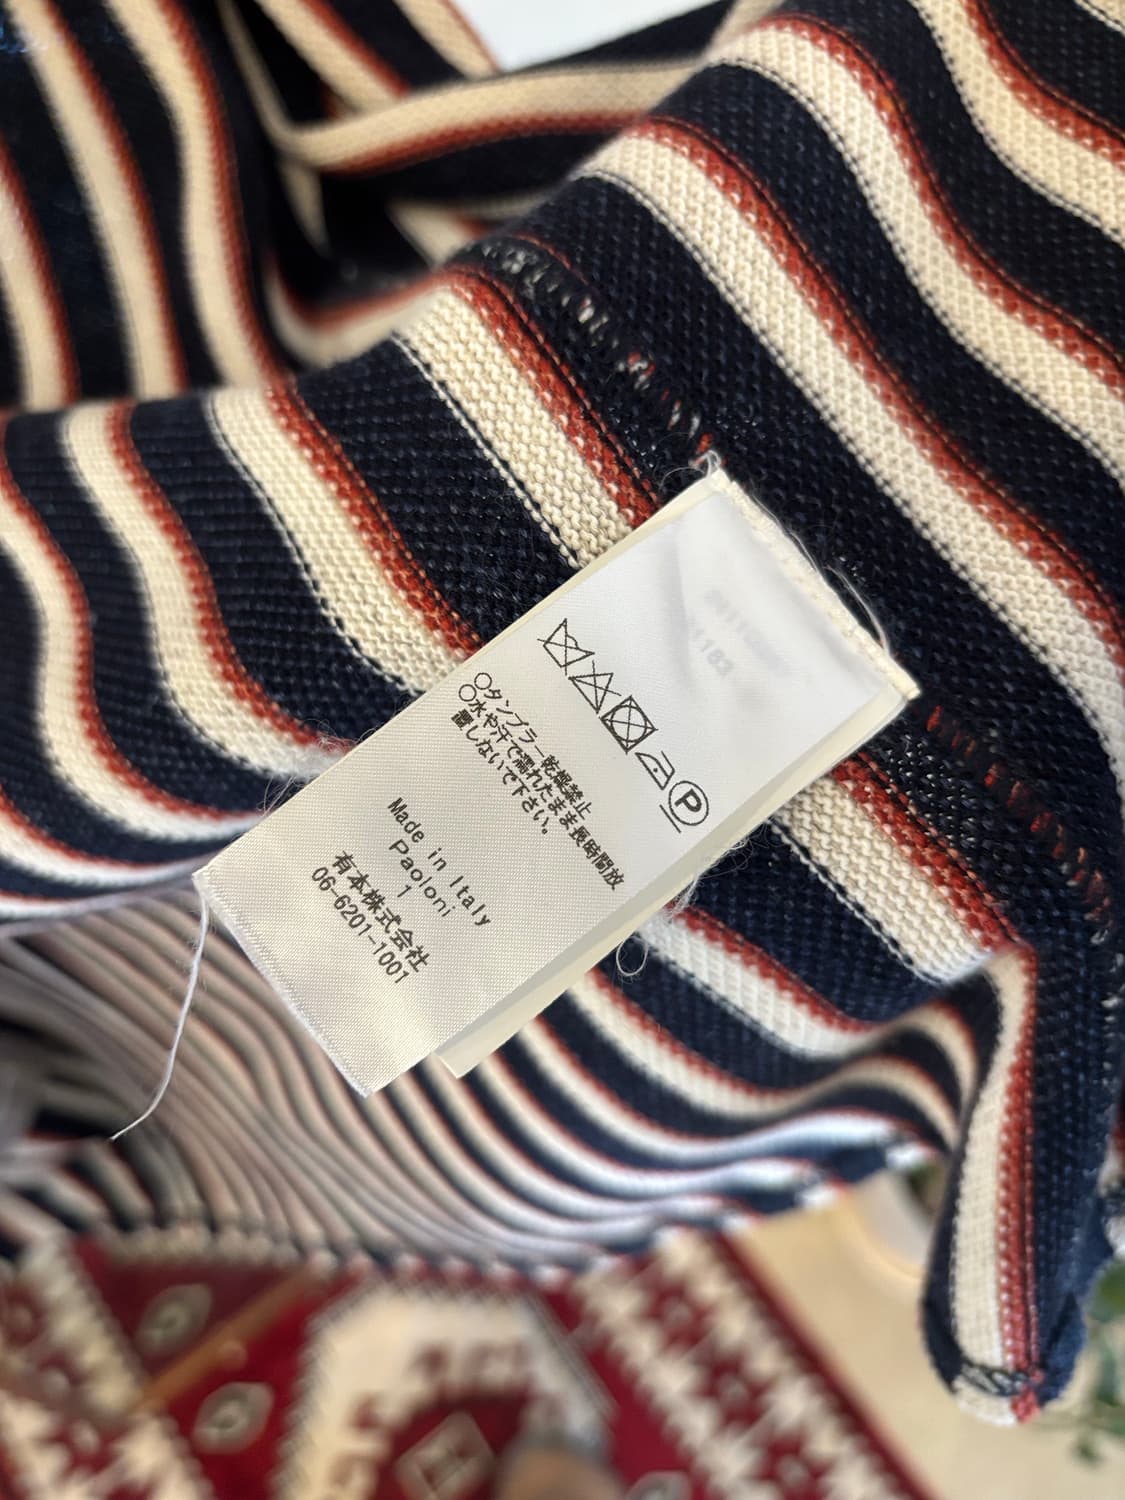 P
○タンブラー乾燥禁止
○水や汗で濡れたまま長時間放
置しないで下さい。
Made in Italy
Paoloni
1
有本株式会社
06-6201-1001